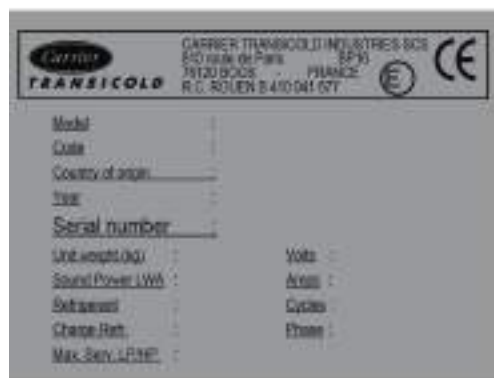 Carrier
TRANSICOLD
CARRIER TRANSICOLD INDUSTRIES SCS
810 route de Paris BP16
76120 BOOS - FRANCE
R.C. ROUEN B 410 041 677
E
CE
Model :
Code :
Country of origin :
Year :
Serial number :
Unit weight (kg) :
Sound Power LWA :
Refrigerant :
Charge Refr. :
Max. Serv. LP/HP. :
Volts :
Amps :
Cycles :
Phase :